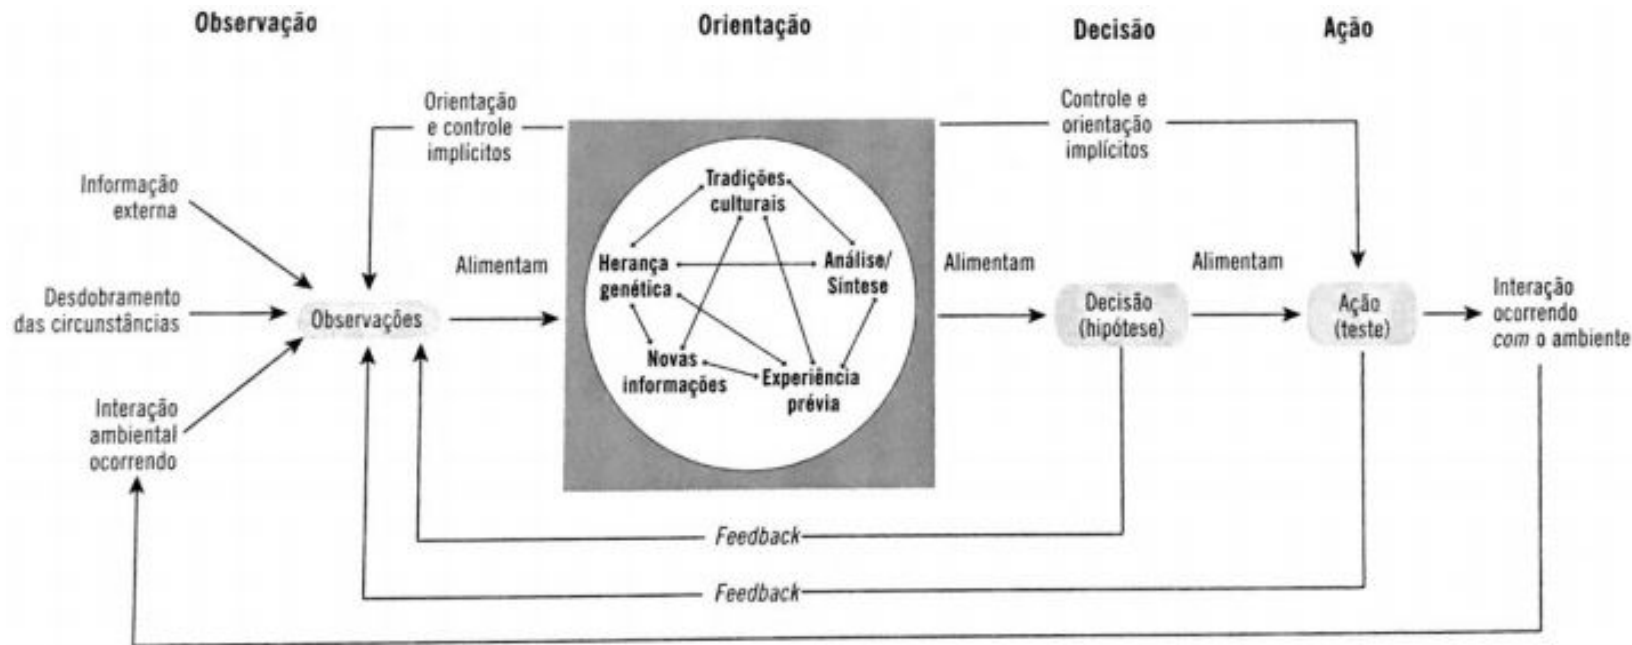 Observação
Orientação
Decisão
Ação
Orientação
e controle
implícitos
Controle e
orientação
implícitos
Informação
externa
Desdobramento
das circunstâncias
Interação
ambiental
ocorrendo
Observações
Alimentam
Tradições
culturais
Herança
genética
Análise/
Síntese
Novas
informações
Experiência
prévia
Alimentam
Decisão
(hipótese)
Alimentam
Ação
(teste)
Interação
ocorrendo
com o ambiente
Feedback
Feedback